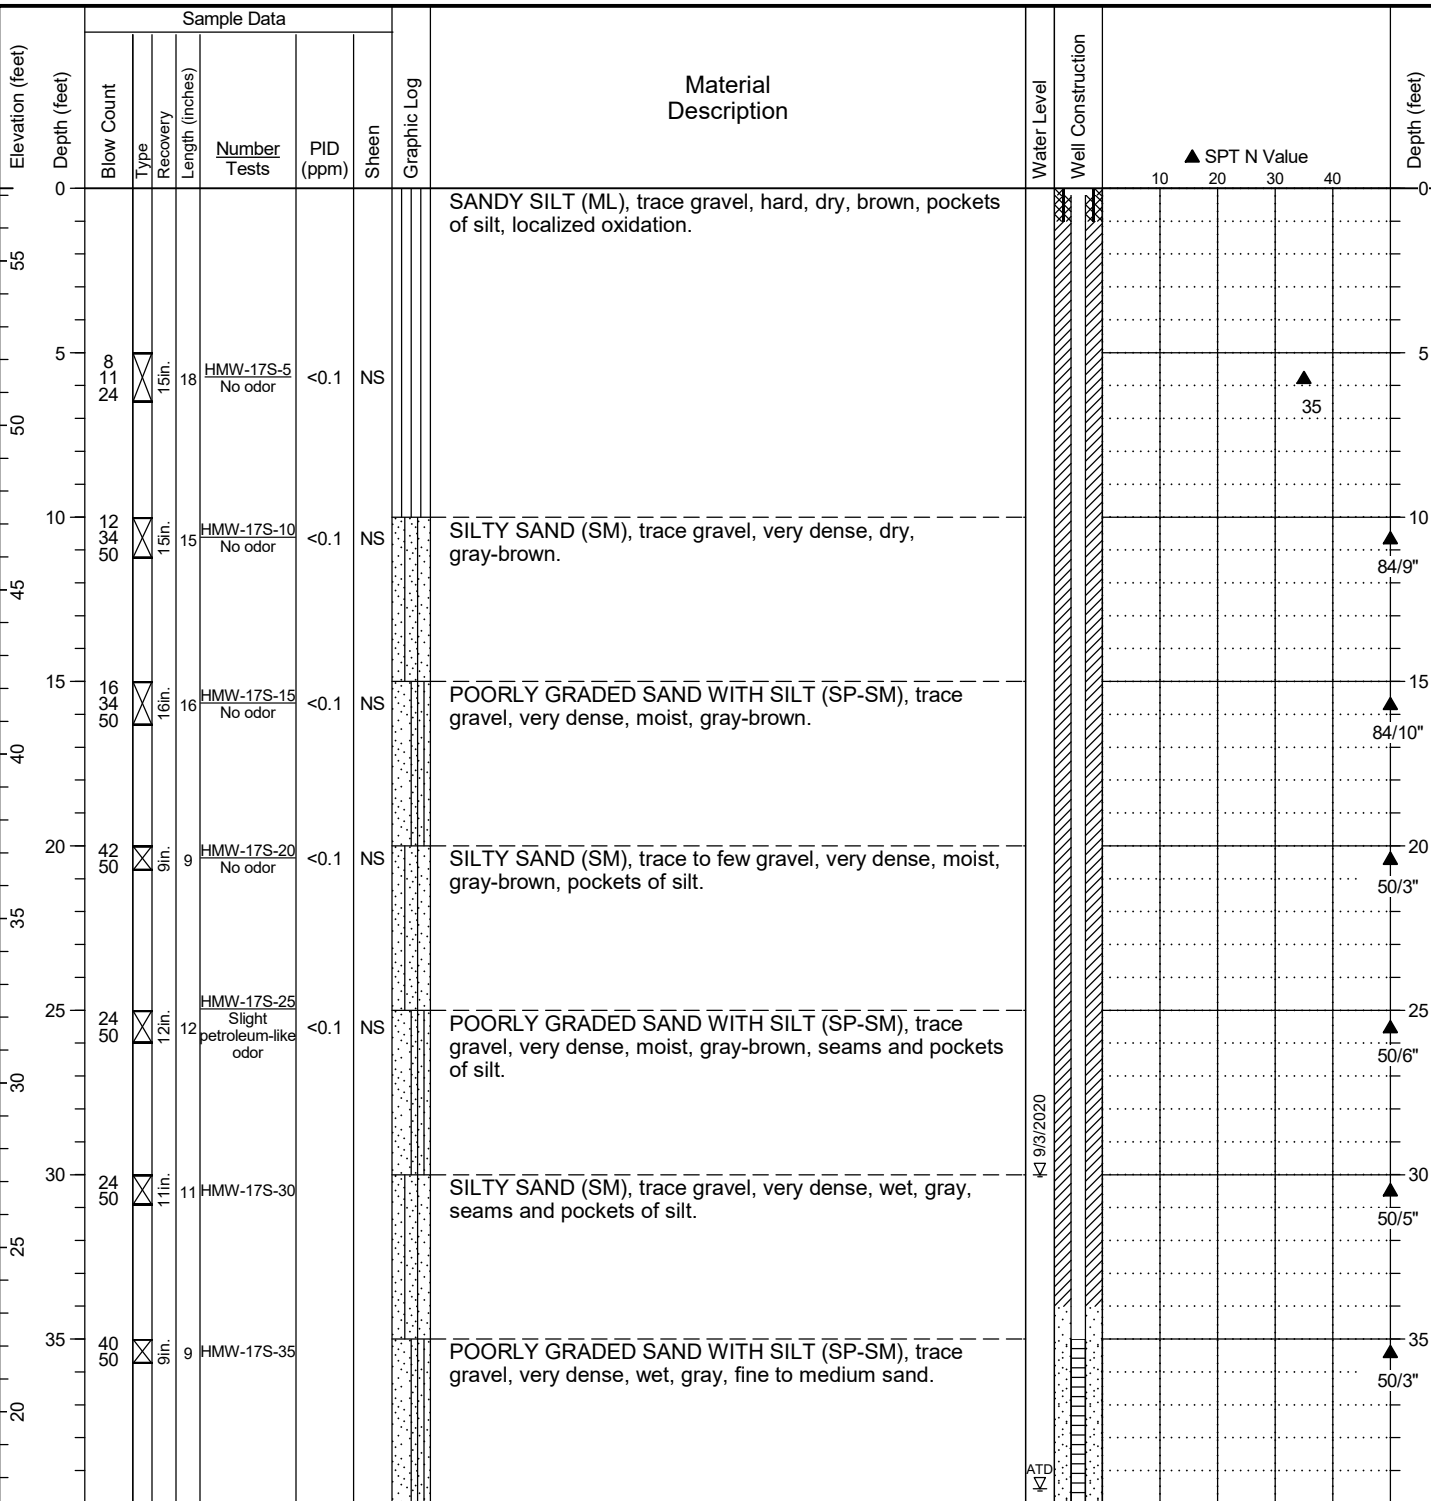 Sample Data
Elevation (feet)
Depth (feet)
Blow Count
Type
Recovery
Length (inches)
Number
Tests
PID
(ppm)
Sheen
Graphic Log
Material
Description
Water Level
Well Construction
▲ SPT N Value
10 20 30 40
Depth (feet)
0
0
SANDY SILT (ML), trace gravel, hard, dry, brown, pockets
of silt, localized oxidation.
55
5
8
11
24
15in.
18
HMW-17S-5
No odor
<0.1
NS
35
5
50
10
12
34
50
15in.
15
HMW-17S-10
No odor
<0.1
NS
SILTY SAND (SM), trace gravel, very dense, dry,
gray-brown.
84/9"
10
45
15
16
34
50
16in.
16
HMW-17S-15
No odor
<0.1
NS
POORLY GRADED SAND WITH SILT (SP-SM), trace
gravel, very dense, moist, gray-brown.
84/10"
15
40
20
42
50
9in.
9
HMW-17S-20
No odor
<0.1
NS
SILTY SAND (SM), trace to few gravel, very dense, moist,
gray-brown, pockets of silt.
50/3"
20
35
25
24
50
12in.
12
HMW-17S-25
Slight
petroleum-like
odor
<0.1
NS
POORLY GRADED SAND WITH SILT (SP-SM), trace
gravel, very dense, moist, gray-brown, seams and pockets
of silt.
50/6"
25
30
9/3/2020
30
24
50
11in.
11
HMW-17S-30
SILTY SAND (SM), trace gravel, very dense, wet, gray,
seams and pockets of silt.
50/5"
30
25
35
40
50
9in.
9
HMW-17S-35
POORLY GRADED SAND WITH SILT (SP-SM), trace
gravel, very dense, wet, gray, fine to medium sand.
50/3"
35
20
ATD